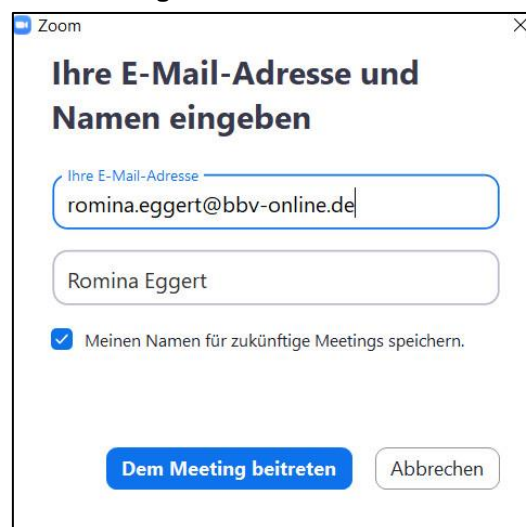 Zoom
Ihre E-Mail-Adresse und
Namen eingeben
Ihre E-Mail-Adresse
romina.eggert@bbv-online.de
Romina Eggert
Meinen Namen für zukünftige Meetings speichern.
Dem Meeting beitreten
Abbrechen